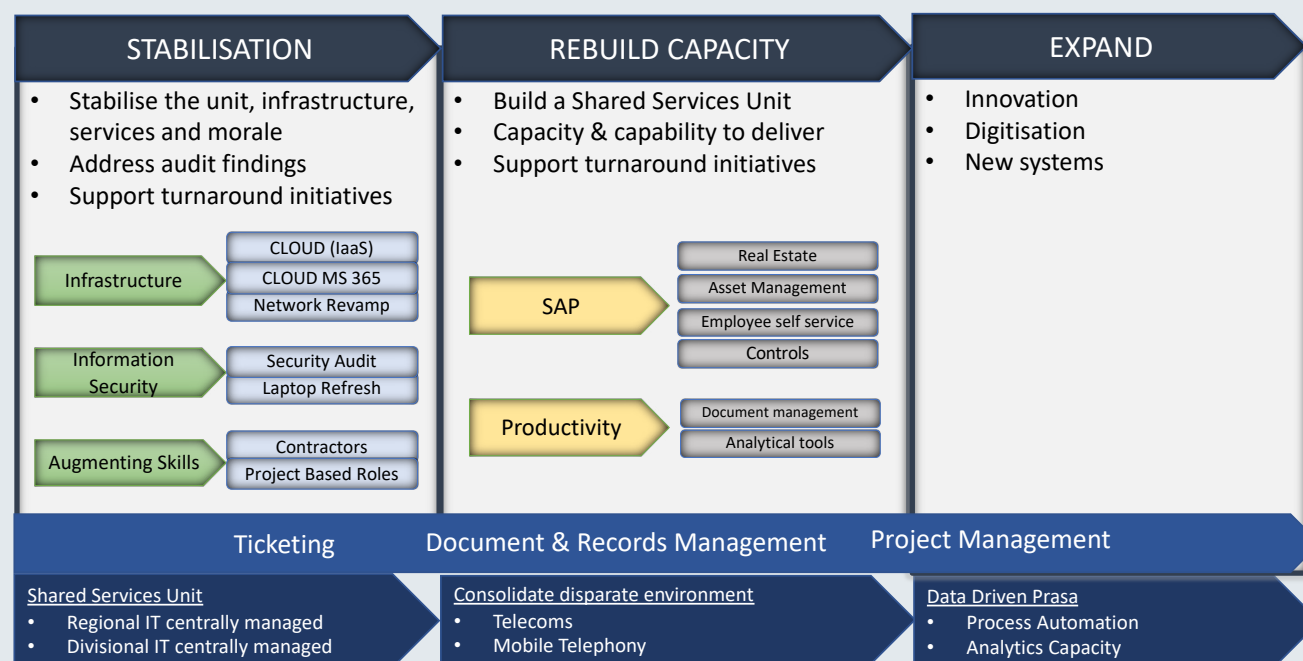 STABILISATION
• Stabilise the unit, infrastructure,
services and morale
• Address audit findings
• Support turnaround initiatives
Infrastructure
CLOUD (IaaS)
CLOUD MS 365
Network Revamp
Information
Security
Security Audit
Laptop Refresh
Augmenting Skills
Contractors
Project Based Roles
REBUILD CAPACITY
• Build a Shared Services Unit
• Capacity & capability to deliver
• Support turnaround initiatives
SAP
Real Estate
Asset Management
Employee self service
Controls
Productivity
Document management
Analytical tools
EXPAND
• Innovation
• Digitisation
• New systems
Ticketing
Document & Records Management
Project Management
Shared Services Unit
• Regional IT centrally managed
• Divisional IT centrally managed
Consolidate disparate environment
• Telecoms
• Mobile Telephony
Data Driven Prasa
• Process Automation
• Analytics Capacity